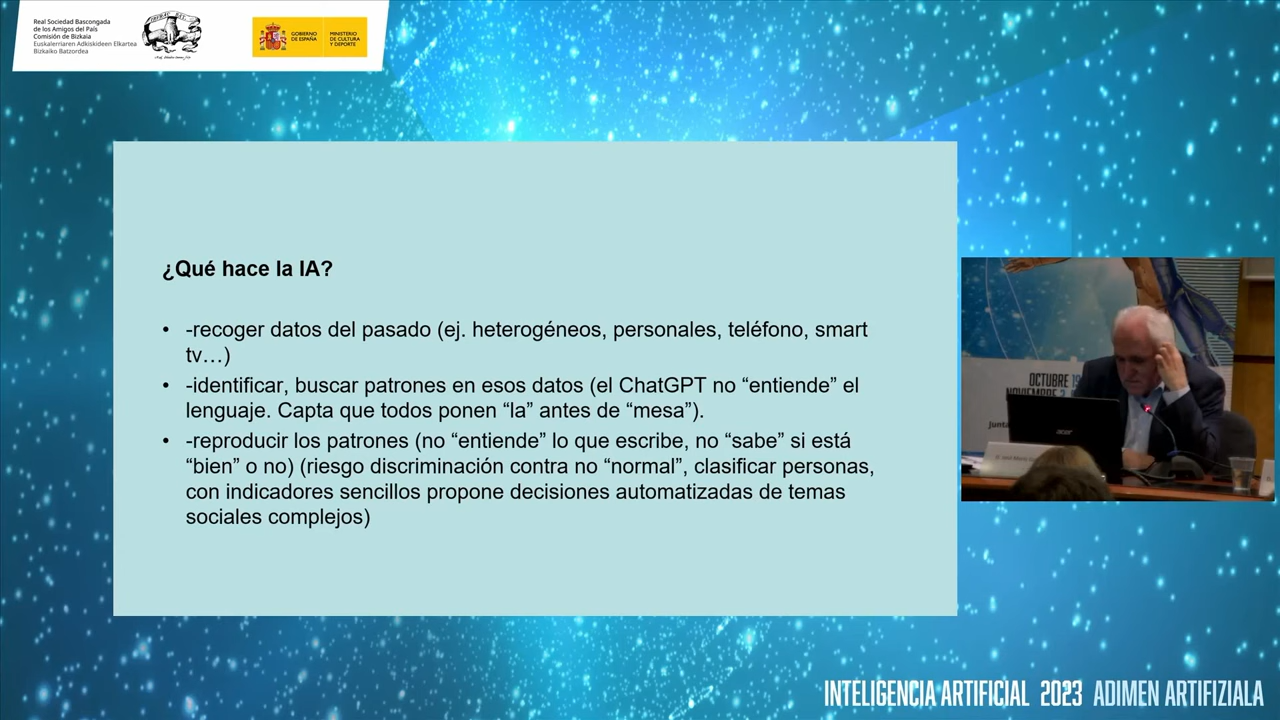 Real Sociedad Bascongada
de los Amigos del País
Comisión de Bizkaia
Euskalerriaren Adkiskideen Elkartea
Bizkaiko Batzordea
GOBIERNO
DE ESPAÑA
MINISTERIO
DE CULTURA
Y DEPORTE
¿Qué hace la IA?
• -recoger datos del pasado (ej. heterogéneos, personales, teléfono, smart
tv…)
• -identificar, buscar patrones en esos datos (el ChatGPT no “entiende” el
lenguaje. Capta que todos ponen “la” antes de “mesa”).
• -reproducir los patrones (no “entiende” lo que escribe, no “sabe” si está
“bien” o no) (riesgo discriminación contra no “normal”, clasificar personas,
con indicadores sencillos propone decisiones automatizadas de temas
sociales complejos)
OCTUBRE
NOVIEMBRE
acer
INTELIGENCIA ARTIFICIAL 2023 ADIMEN ARTIFIZIALA